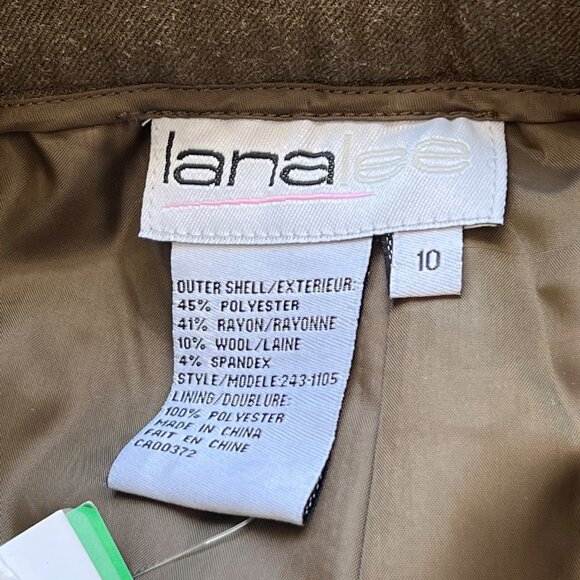 lanalee
10
OUTER SHELL/EXTERIEUR:
45% POLYESTER
41% RAYON/RAYONNE
10% WOOL/LAINE
4% SPANDEX
STYLE/MODELE:243-1105
LINING/DOUBLURE:
100% POLYESTER
MADE IN CHINA
FAIT EN CHINE
CA00372